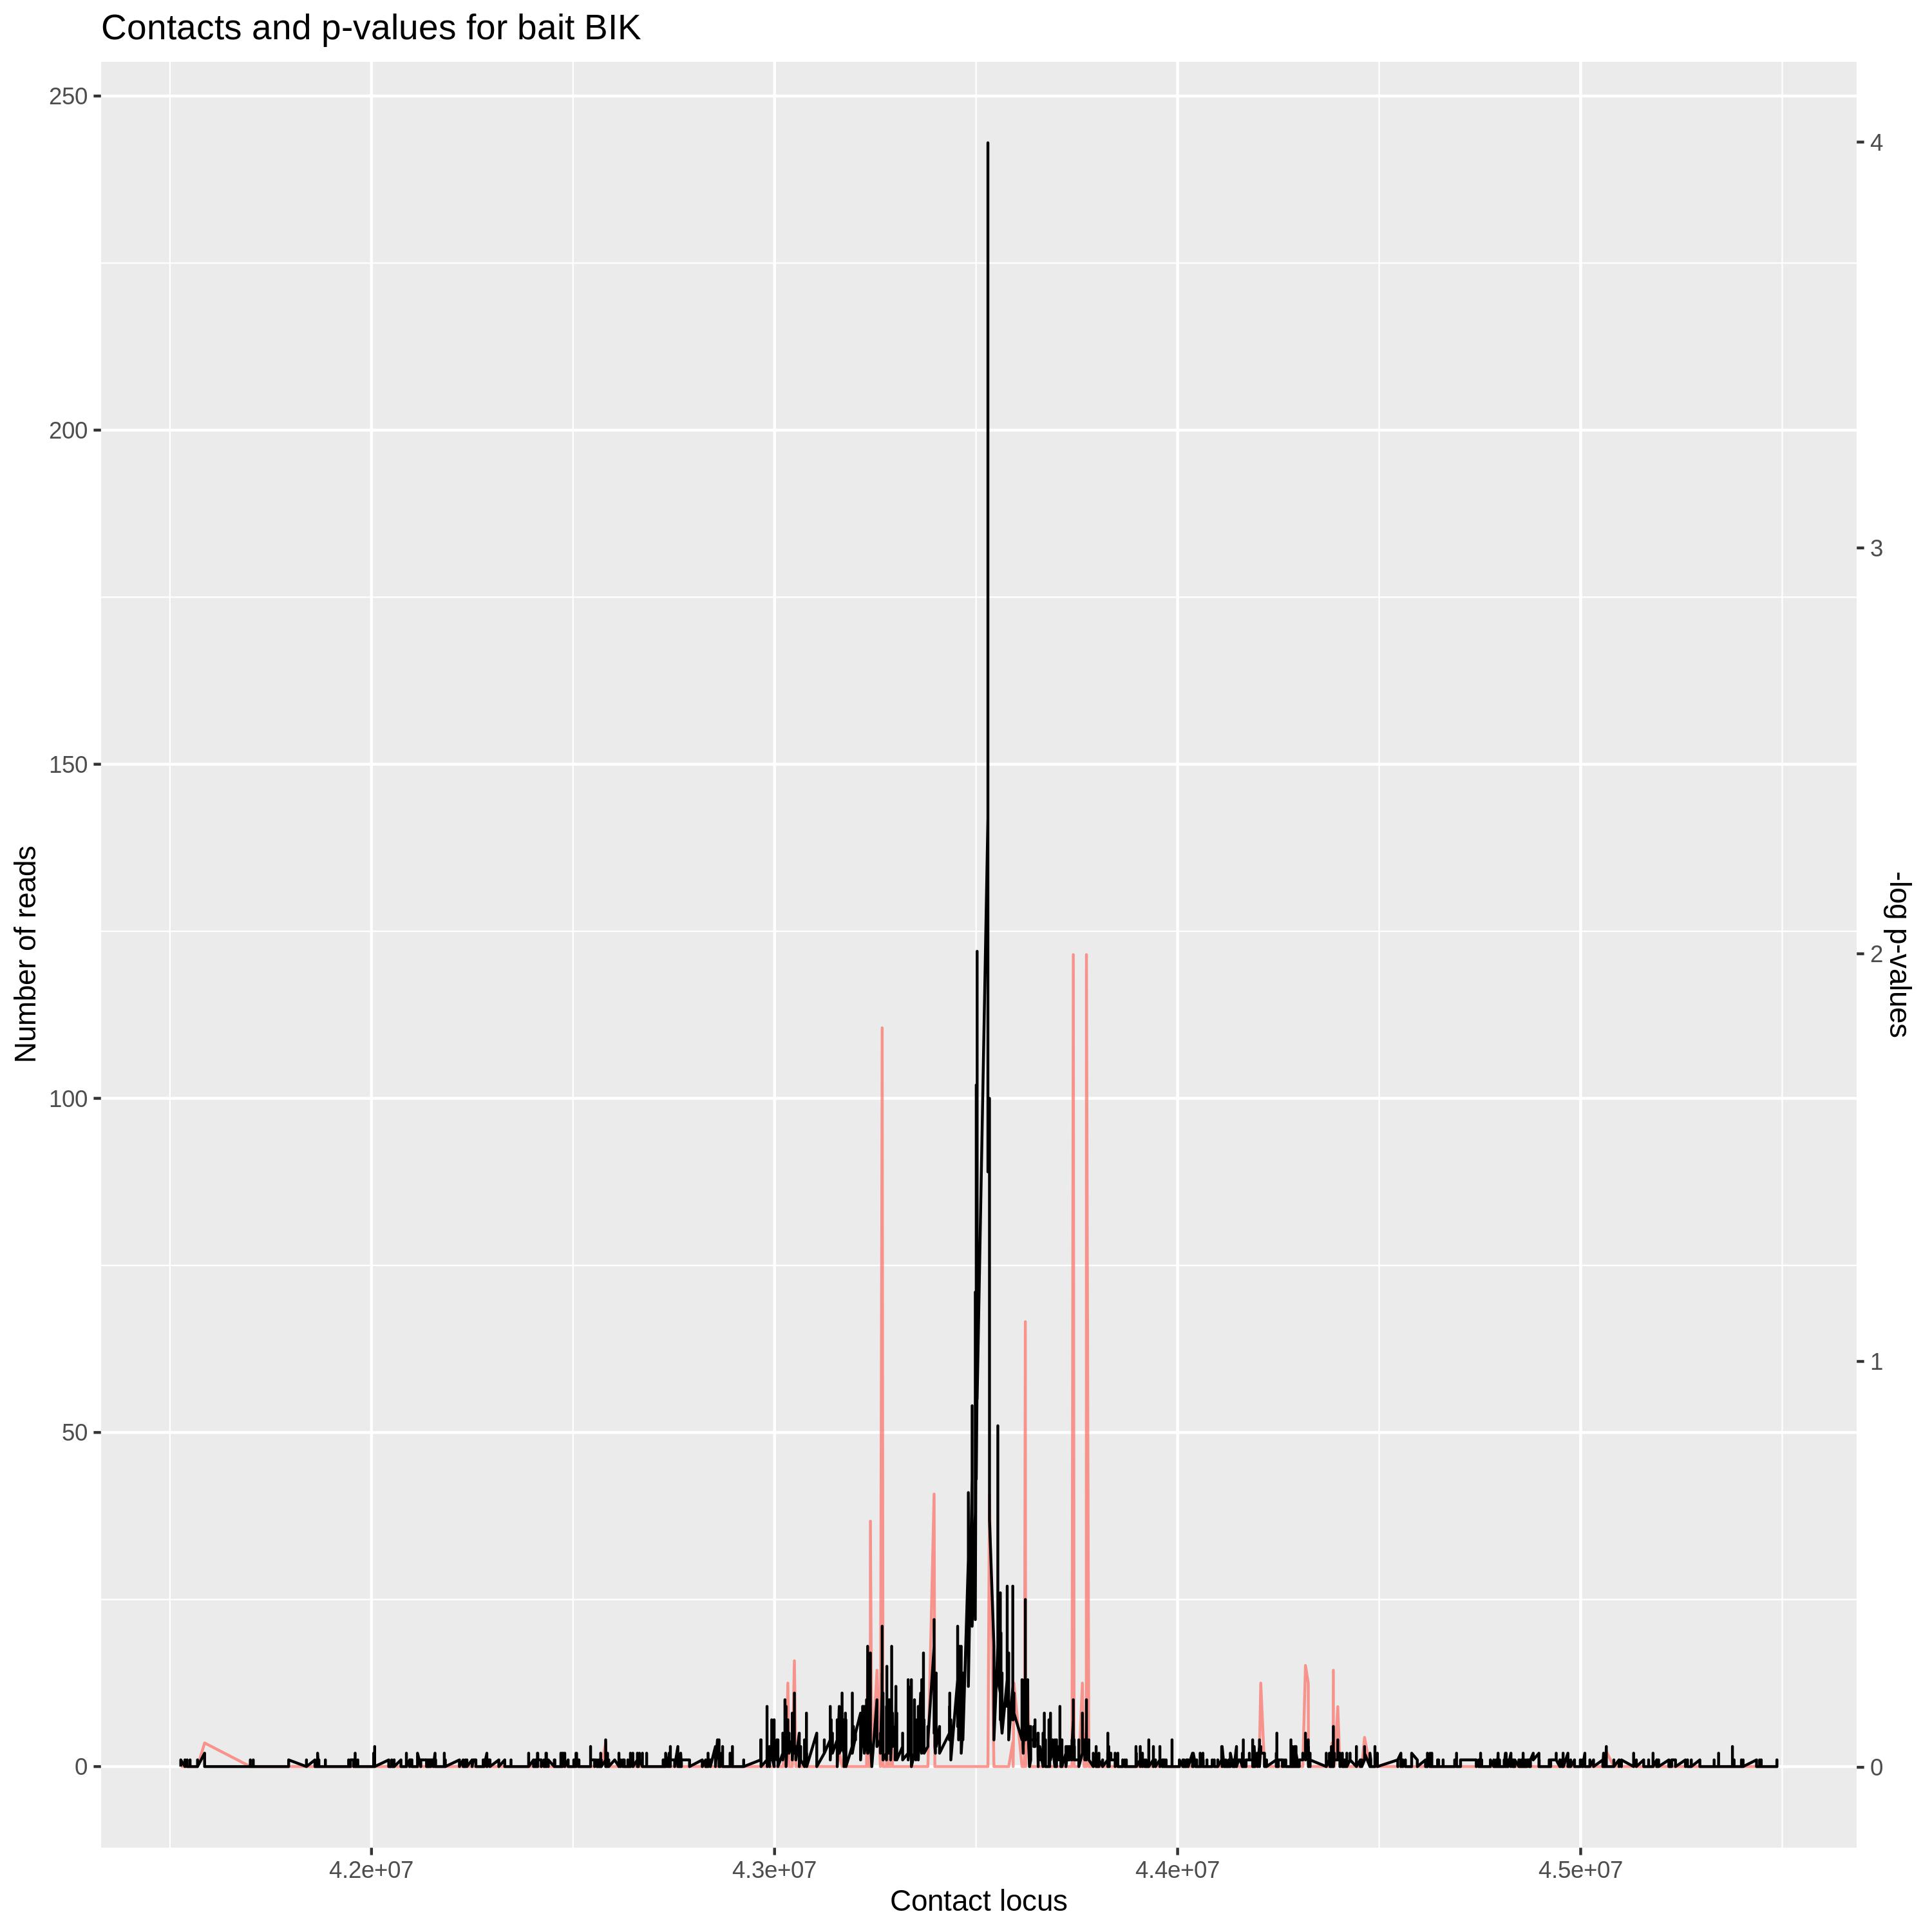 Contacts and p-values for bait BIK
250
200
150
100
50
0
Number of reads
4
3
2
1
0
-log p-values
4.2e+07
4.3e+07
4.4e+07
4.5e+07
Contact locus